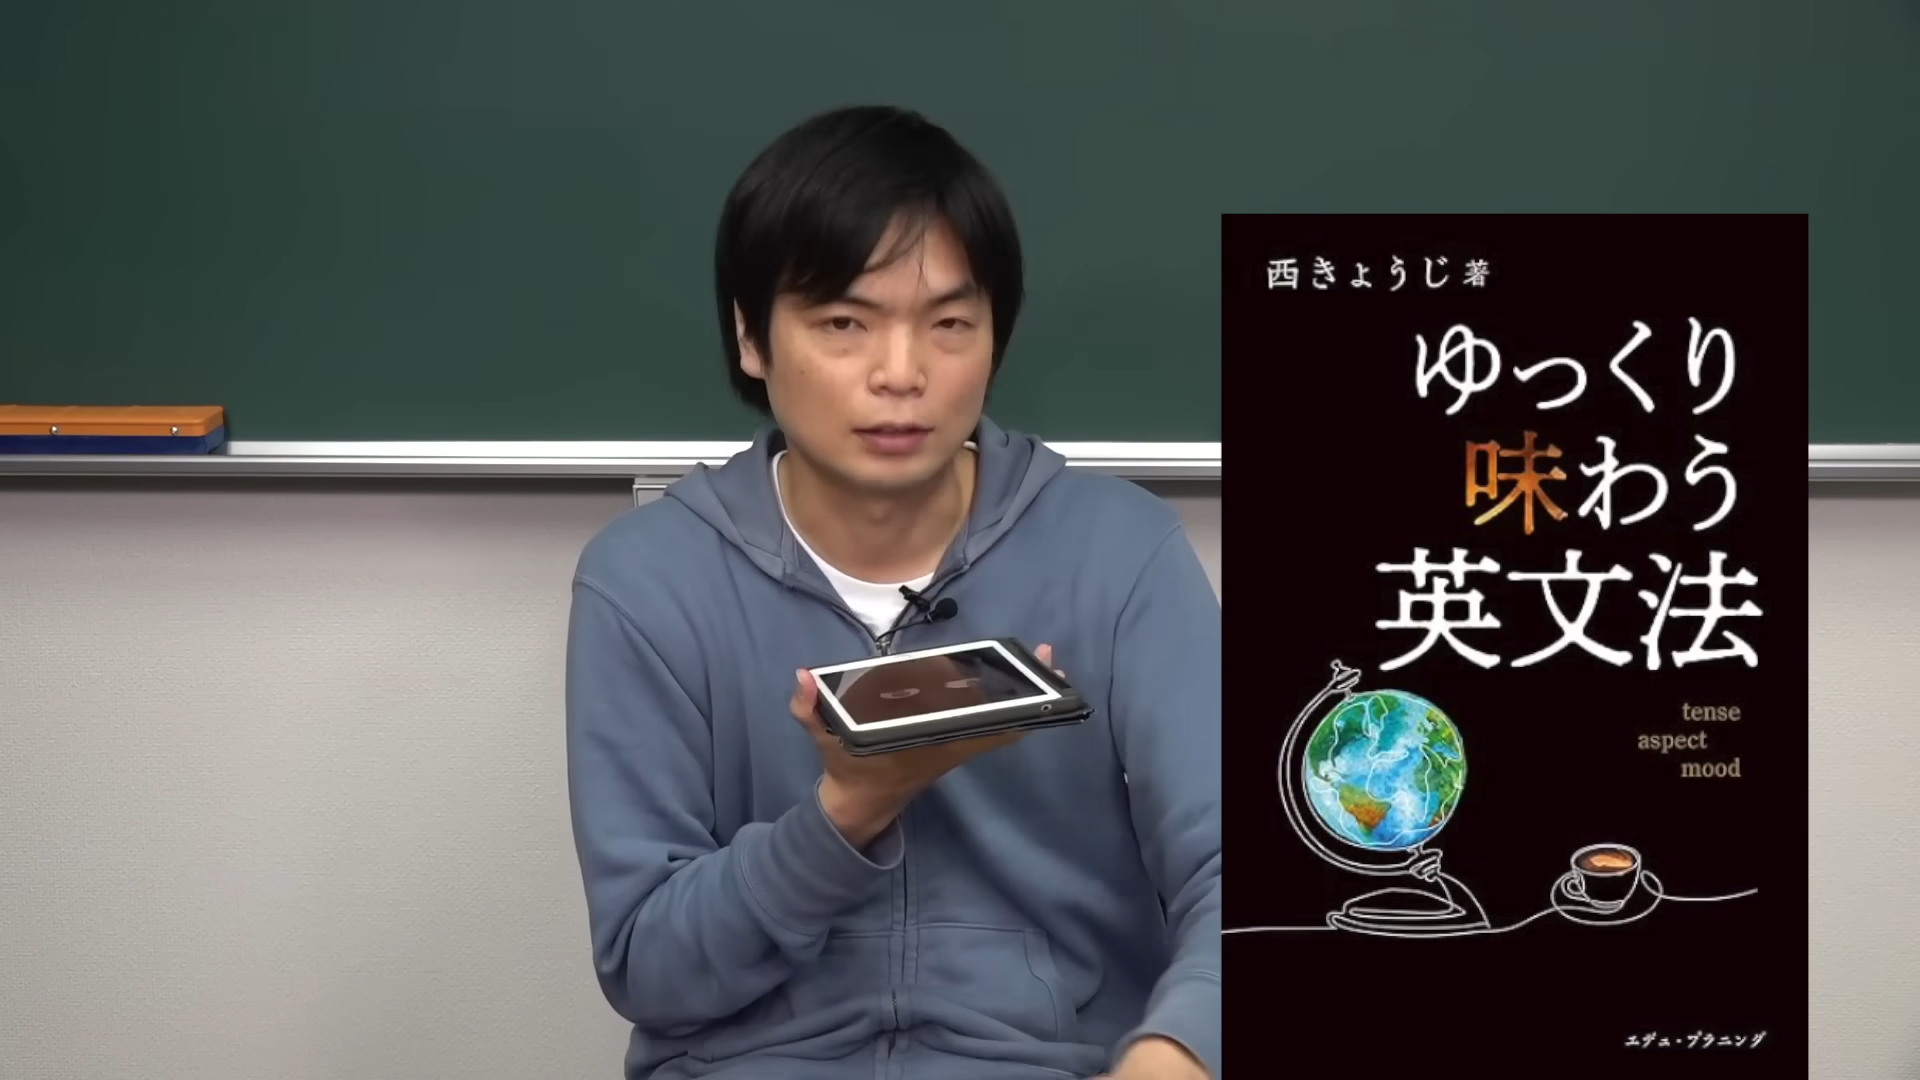 西きょうじ 著
ゆっくり
味わう
英文法
tense
aspect
mood
エデュ・プラニング